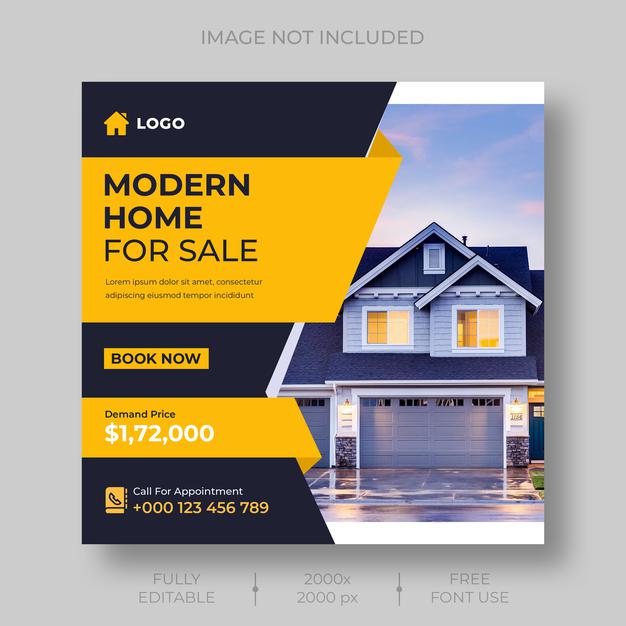 IMAGE NOT INCLUDED
LOGO
MODERN
HOME
FOR SALE
Lorem ipsum dolor sit amet, consectetur
adipiscing eiusmod tempor incididunt
BOOK NOW
Demand Price
$1,72,000
Call For Appointment
+000 123 456 789
FULLY
EDITABLE
2000x
2000 px
FREE
FONT USE